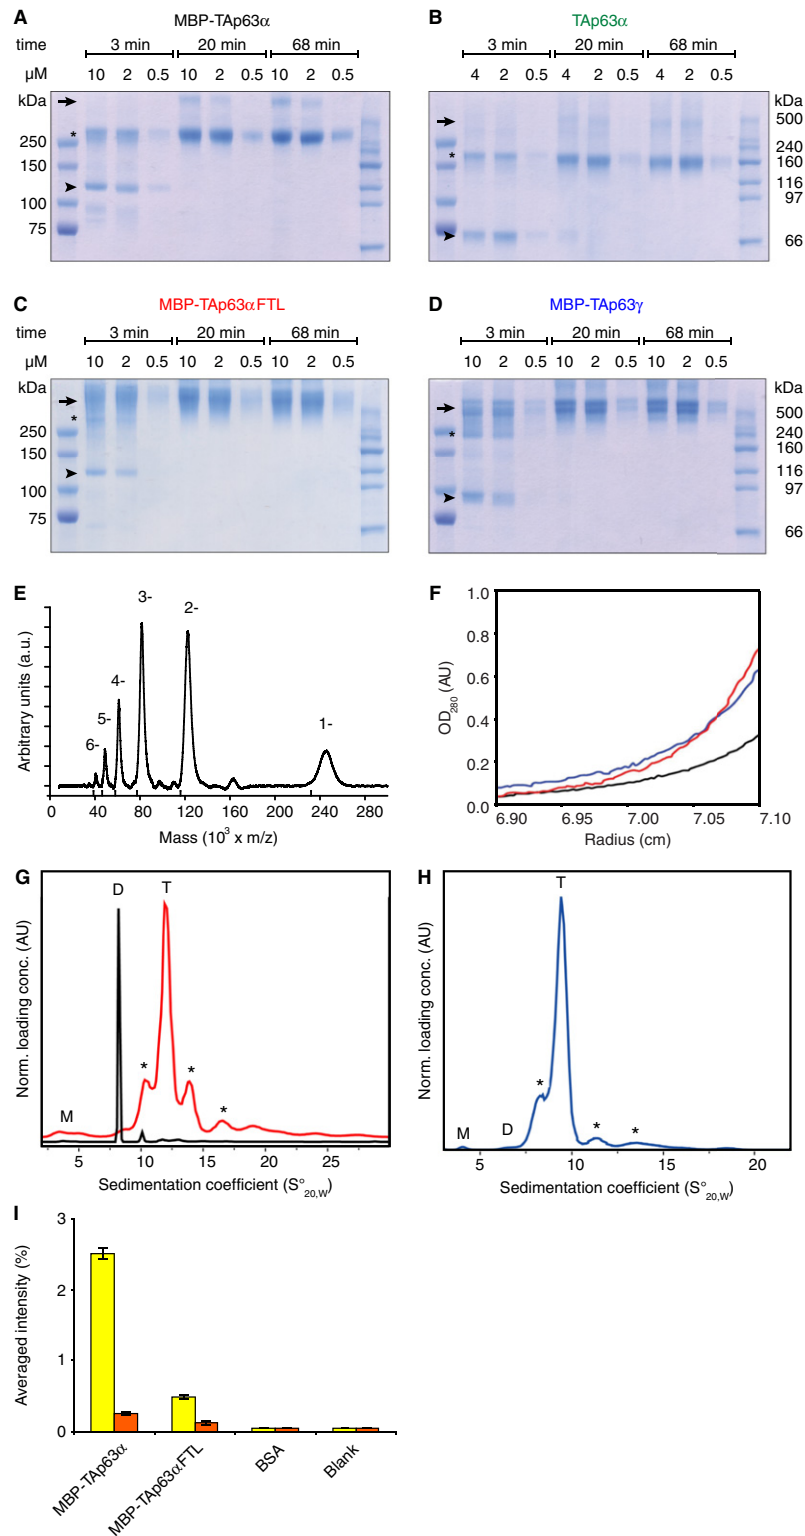 A MBP-TAp63α
time 3 min 20 min 68 min
µM 10 2 0.5 10 2 0.5 10 2 0.5
kDa
*
250
150
100
75
B TAp63α
3 min 20 min 68 min
4 2 0.5 4 2 0.5 4 2 0.5
kDa
500
240
*
160
116
97
66
C MBP-TAp63αFTL
time 3 min 20 min 68 min
µM 10 2 0.5 10 2 0.5 10 2 0.5
kDa
*
250
150
100
75
D MBP-TAp63γ
3 min 20 min 68 min
10 2 0.5 10 2 0.5 10 2 0.5
kDa
500
* 240
160
116
97
66
E
Arbitrary units (a.u.)
6- 5- 4- 3- 2- 1-
0 40 80 120 160 200 240 280
Mass (10³ x m/z)
F
OD280 (AU)
1.0
0.8
0.6
0.4
0.2
0.0
6.90 6.95 7.00 7.05 7.10
Radius (cm)
G
Norm. loading conc. (AU)
M D T
* * *
5 10 15 20 25
Sedimentation coefficient (S°20,W)
H
Norm. loading conc. (AU)
M D T
* * *
5 10 15 20
Sedimentation coefficient (S°20,W)
I
Averaged intensity (%)
3
2
1
0
MBP-TAp63α
MBP-TAp63αFTL
BSA
Blank